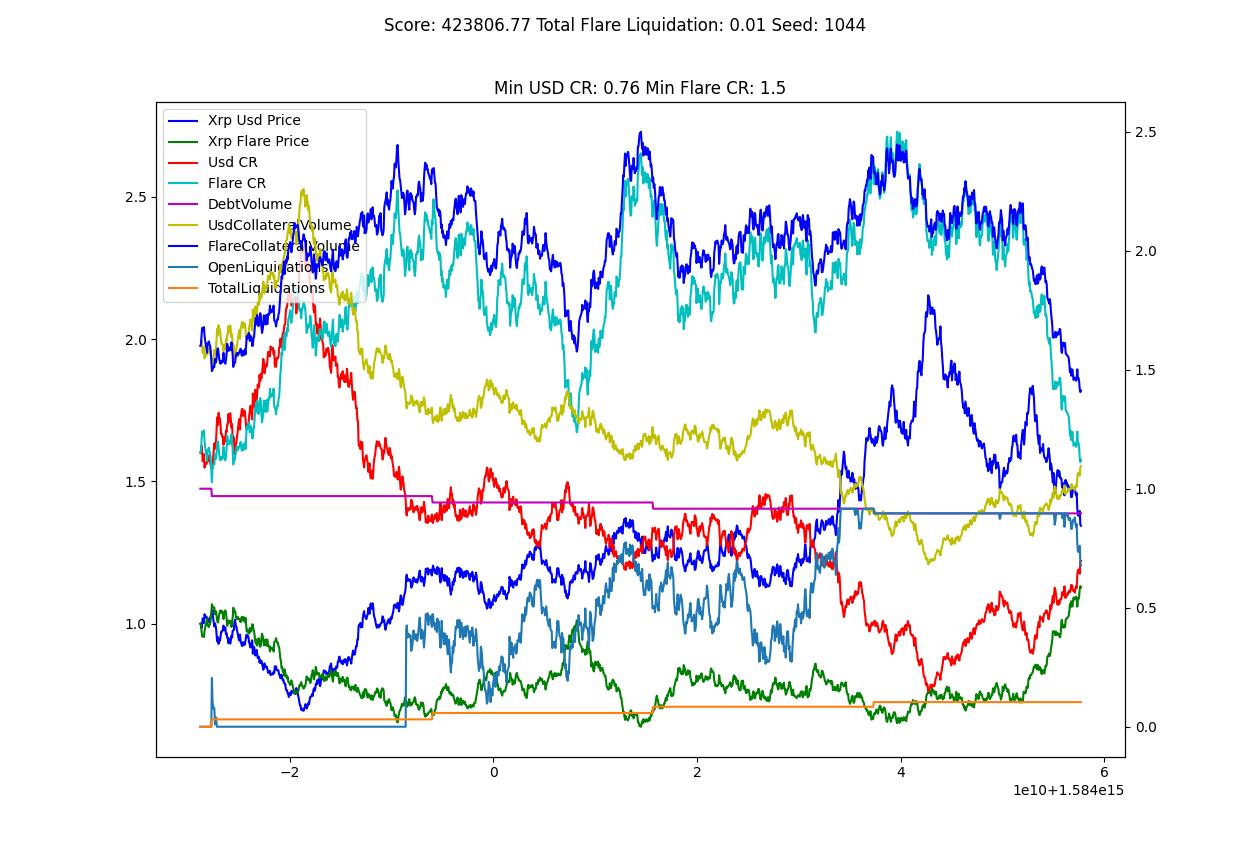 Score: 423806.77 Total Flare Liquidation: 0.01 Seed: 1044
Min USD CR: 0.76 Min Flare CR: 1.5
Xrp Usd Price
Xrp Flare Price
Usd CR
Flare CR
DebtVolume
UsdCollateralVolume
FlareCollateralVolume
OpenLiquidations
TotalLiquidations
2.5
2.0
1.5
1.0
2.5
2.0
1.5
1.0
0.5
0.0
−2
0
2
4
6
1e10+1.584e15